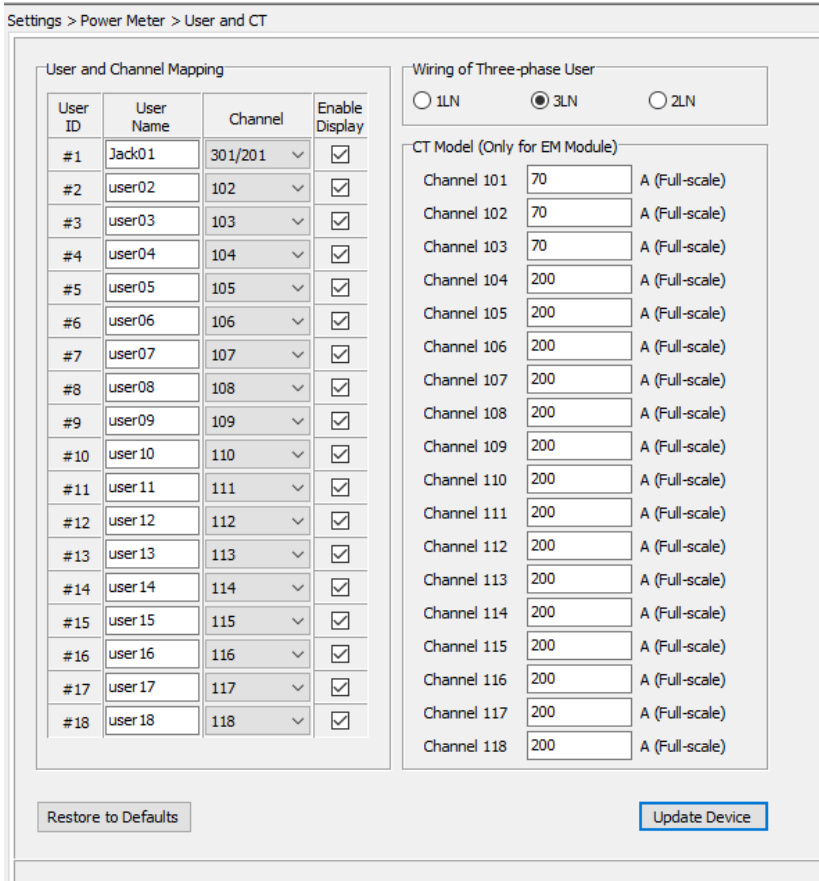 Settings > Power Meter > User and CT
User and Channel Mapping
User ID User Name Channel Enable Display
#1 Jack01 301/201
#2 user02 102
#3 user03 103
#4 user04 104
#5 user05 105
#6 user06 106
#7 user07 107
#8 user08 108
#9 user09 109
#10 user10 110
#11 user11 111
#12 user12 112
#13 user13 113
#14 user14 114
#15 user15 115
#16 user16 116
#17 user17 117
#18 user18 118
Wiring of Three-phase User
1LN 3LN 2LN
CT Model (Only for EM Module)
Channel 101 70 A (Full-scale)
Channel 102 70 A (Full-scale)
Channel 103 70 A (Full-scale)
Channel 104 200 A (Full-scale)
Channel 105 200 A (Full-scale)
Channel 106 200 A (Full-scale)
Channel 107 200 A (Full-scale)
Channel 108 200 A (Full-scale)
Channel 109 200 A (Full-scale)
Channel 110 200 A (Full-scale)
Channel 111 200 A (Full-scale)
Channel 112 200 A (Full-scale)
Channel 113 200 A (Full-scale)
Channel 114 200 A (Full-scale)
Channel 115 200 A (Full-scale)
Channel 116 200 A (Full-scale)
Channel 117 200 A (Full-scale)
Channel 118 200 A (Full-scale)
Restore to Defaults
Update Device